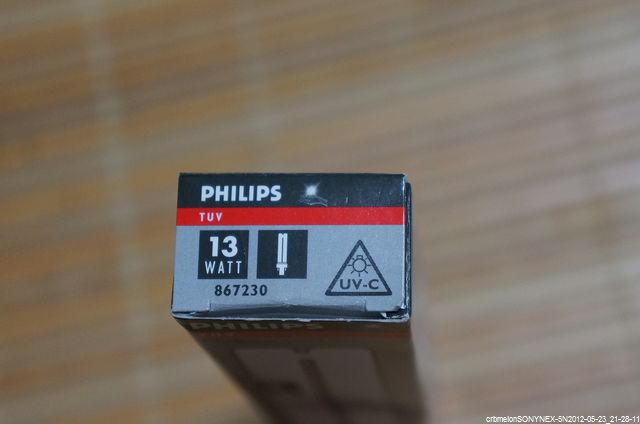 PHILIPS
TUV
13
WATT
867230
UV-C
PHILIPS
crbmelonSONYNEX-5N2012-05-23_21-28-11